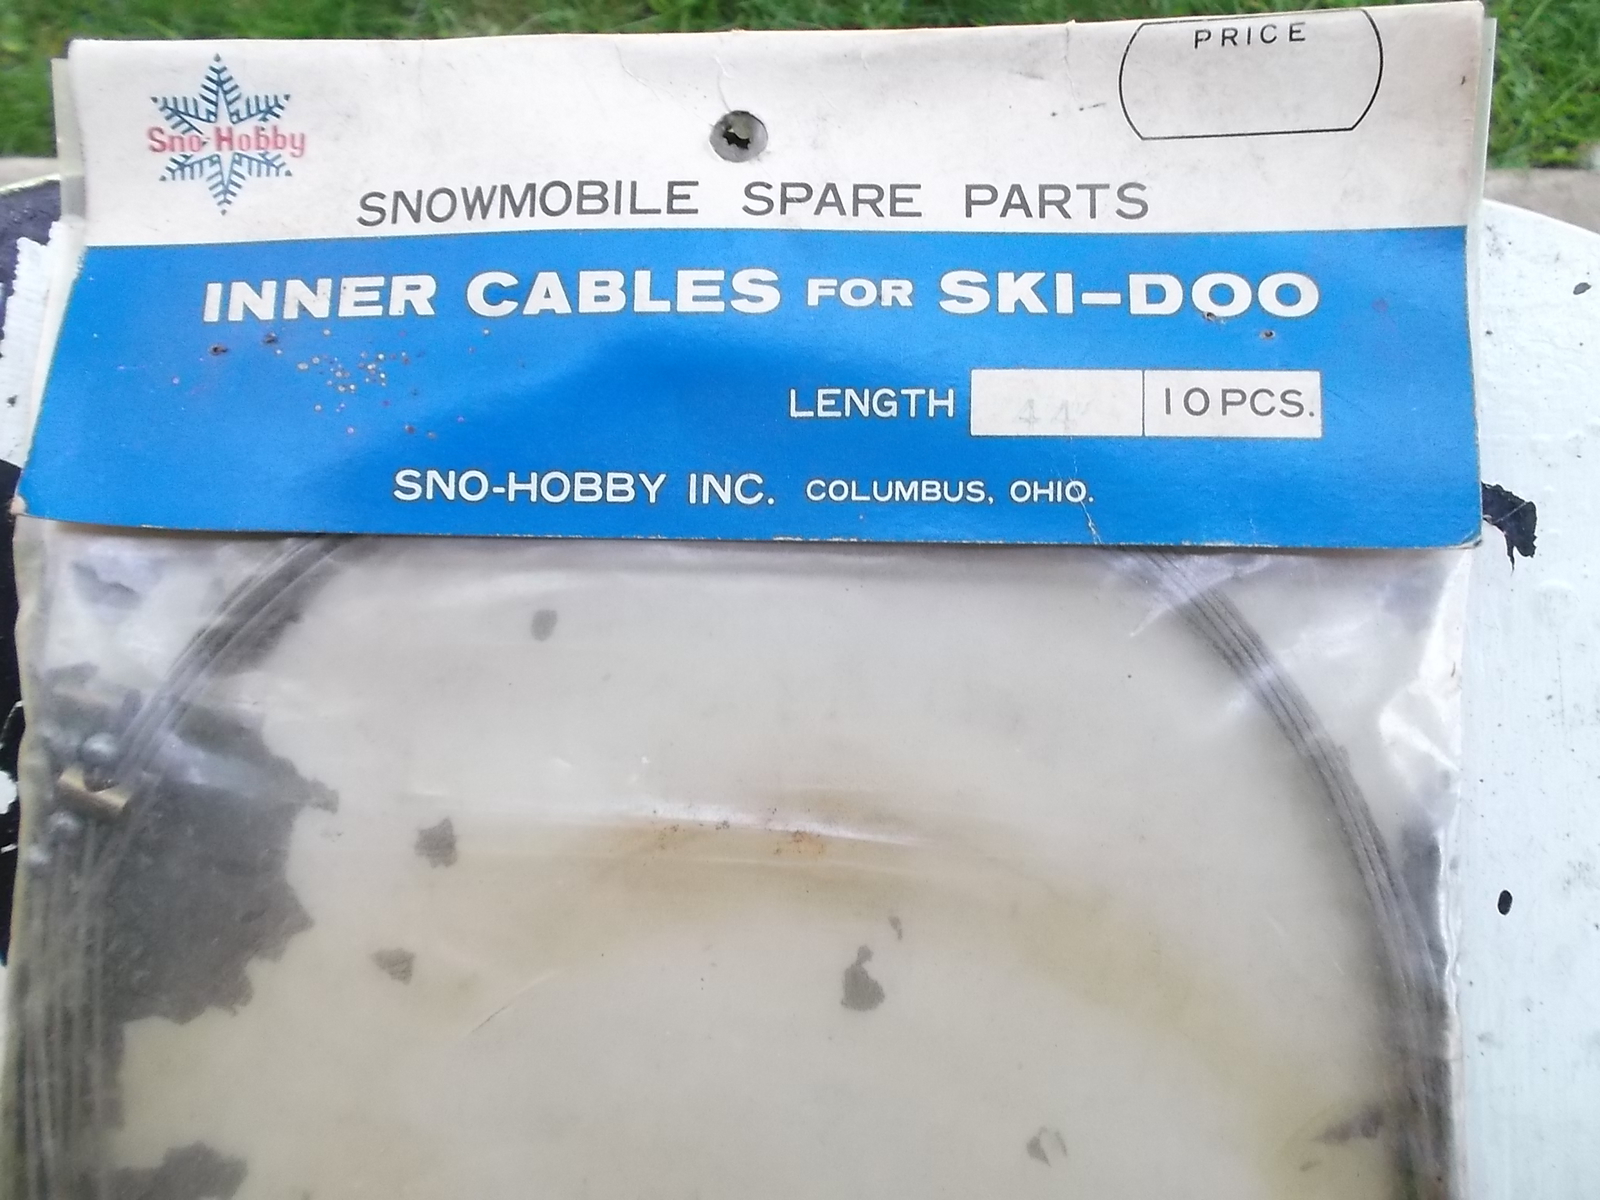 PRICE
Sno-Hobby
SNOWMOBILE SPARE PARTS
INNER CABLES FOR SKI-DOO
LENGTH 44" 10 PCS.
SNO-HOBBY INC. COLUMBUS, OHIO.